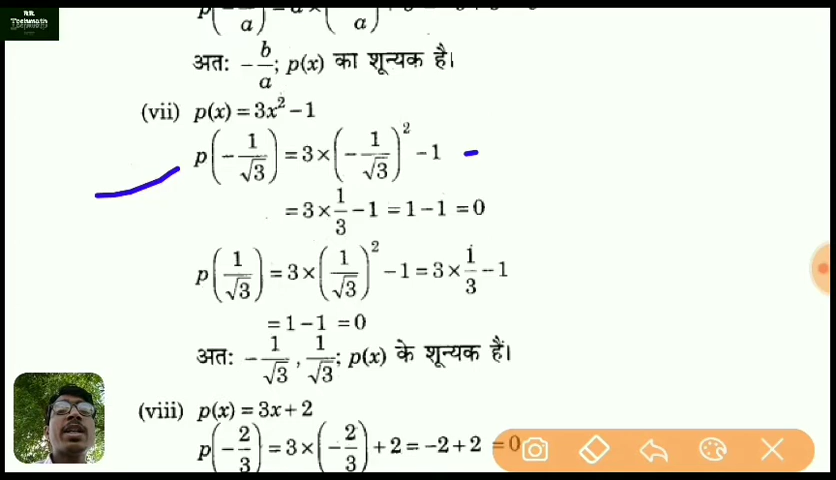 RK
Teckmath
अतः -b/a; p(x) का शून्यक है।
(vii) p(x) = 3x² – 1
p(-1/√3) = 3 × (-1/√3)² – 1
= 3 × 1/3 – 1 = 1 – 1 = 0
p(1/√3) = 3 × (1/√3)² – 1 = 3 × 1/3 – 1
= 1 – 1 = 0
अतः -1/√3, 1/√3; p(x) के शून्यक हैं।
(viii) p(x) = 3x + 2
p(-2/3) = 3 × (-2/3) + 2 = –2 + 2 = 0